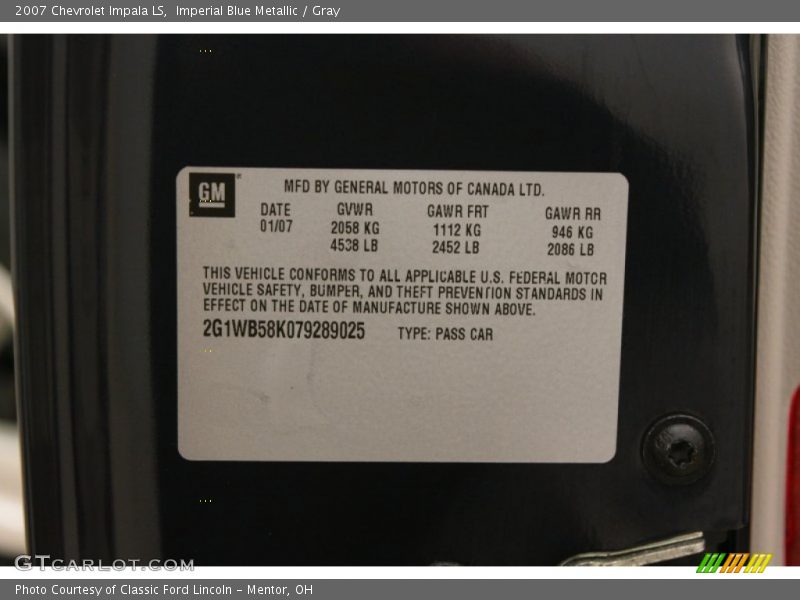 2007 Chevrolet Impala LS,  Imperial Blue Metallic / Gray
GM
MFD BY GENERAL MOTORS OF CANADA LTD.
DATE GVWR GAWR FRT GAWR RR
01/07 2058 KG 1112 KG 946 KG
4538 LB 2452 LB 2086 LB
THIS VEHICLE CONFORMS TO ALL APPLICABLE U.S. FEDERAL MOTOR
VEHICLE SAFETY, BUMPER, AND THEFT PREVENTION STANDARDS IN
EFFECT ON THE DATE OF MANUFACTURE SHOWN ABOVE.
2G1WB58K079289025 TYPE: PASS CAR
GTCARLOT.COM
Photo Courtesy of Classic Ford Lincoln – Mentor, OH